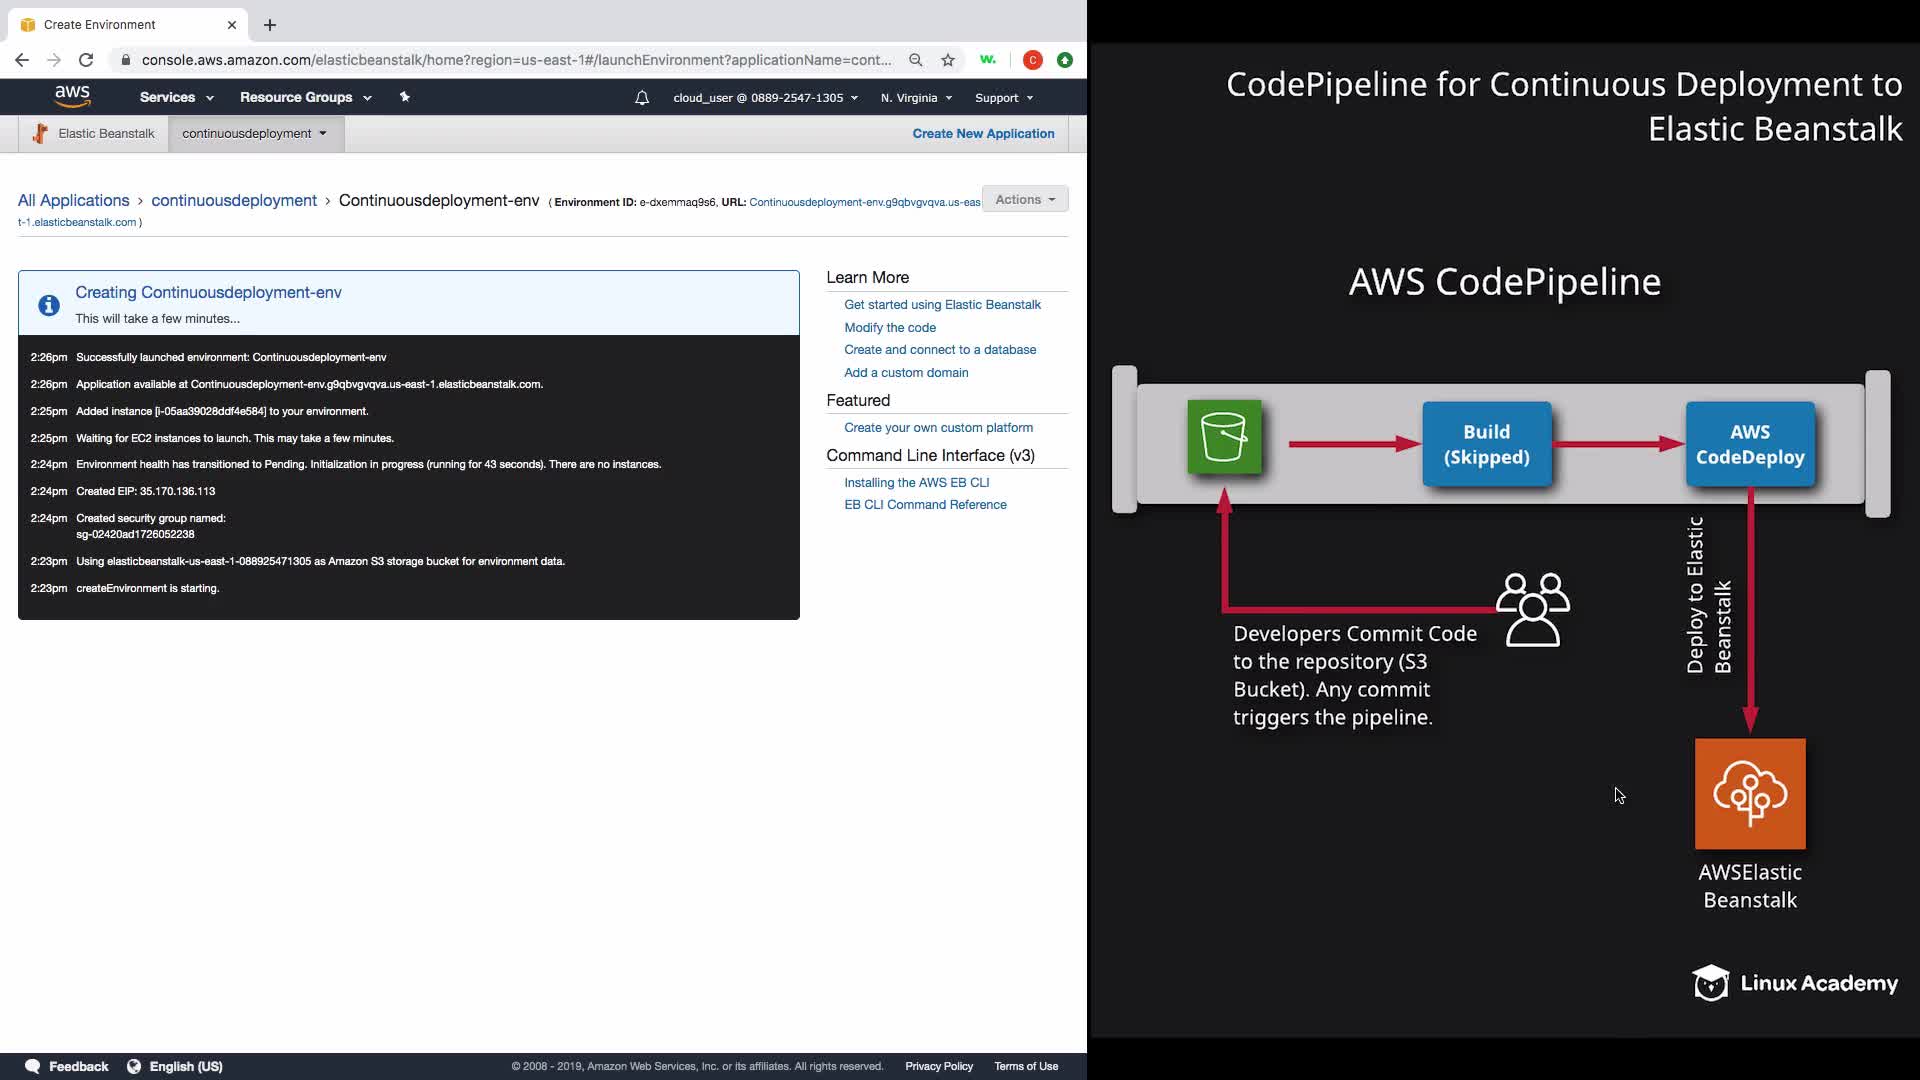 Create Environment
console.aws.amazon.com/elasticbeanstalk/home?region=us-east-1#/launchEnvironment?applicationName=cont...
w.
C
aws
Services
Resource Groups
cloud_user @ 0889-2547-1305
N. Virginia
Support
Elastic Beanstalk
continuousdeployment
Create New Application
All Applications › continuousdeployment › Continuousdeployment-env ( Environment ID: e-dxemmaq9s6, URL: Continuousdeployment-env.g9qbvgvqva.us-eas
t-1.elasticbeanstalk.com )
Actions
Creating Continuousdeployment-env
This will take a few minutes...
2:26pm Successfully launched environment: Continuousdeployment-env
2:26pm Application available at Continuousdeployment-env.g9qbvgvqva.us-east-1.elasticbeanstalk.com.
2:25pm Added instance [i-05aa39028ddf4e584] to your environment.
2:25pm Waiting for EC2 instances to launch. This may take a few minutes.
2:24pm Environment health has transitioned to Pending. Initialization in progress (running for 43 seconds). There are no instances.
2:24pm Created EIP: 35.170.136.113
2:24pm Created security group named:
sg-02420ad1726052238
2:23pm Using elasticbeanstalk-us-east-1-088925471305 as Amazon S3 storage bucket for environment data.
2:23pm createEnvironment is starting.
Learn More
Get started using Elastic Beanstalk
Modify the code
Create and connect to a database
Add a custom domain
Featured
Create your own custom platform
Command Line Interface (v3)
Installing the AWS EB CLI
EB CLI Command Reference
Feedback
English (US)
© 2008 - 2019, Amazon Web Services, Inc. or its affiliates. All rights reserved.
Privacy Policy
Terms of Use
CodePipeline for Continuous Deployment to
Elastic Beanstalk
AWS CodePipeline
Build
(Skipped)
AWS
CodeDeploy
Developers Commit Code
to the repository (S3
Bucket). Any commit
triggers the pipeline.
Deploy to Elastic
Beanstalk
AWSElastic
Beanstalk
Linux Academy